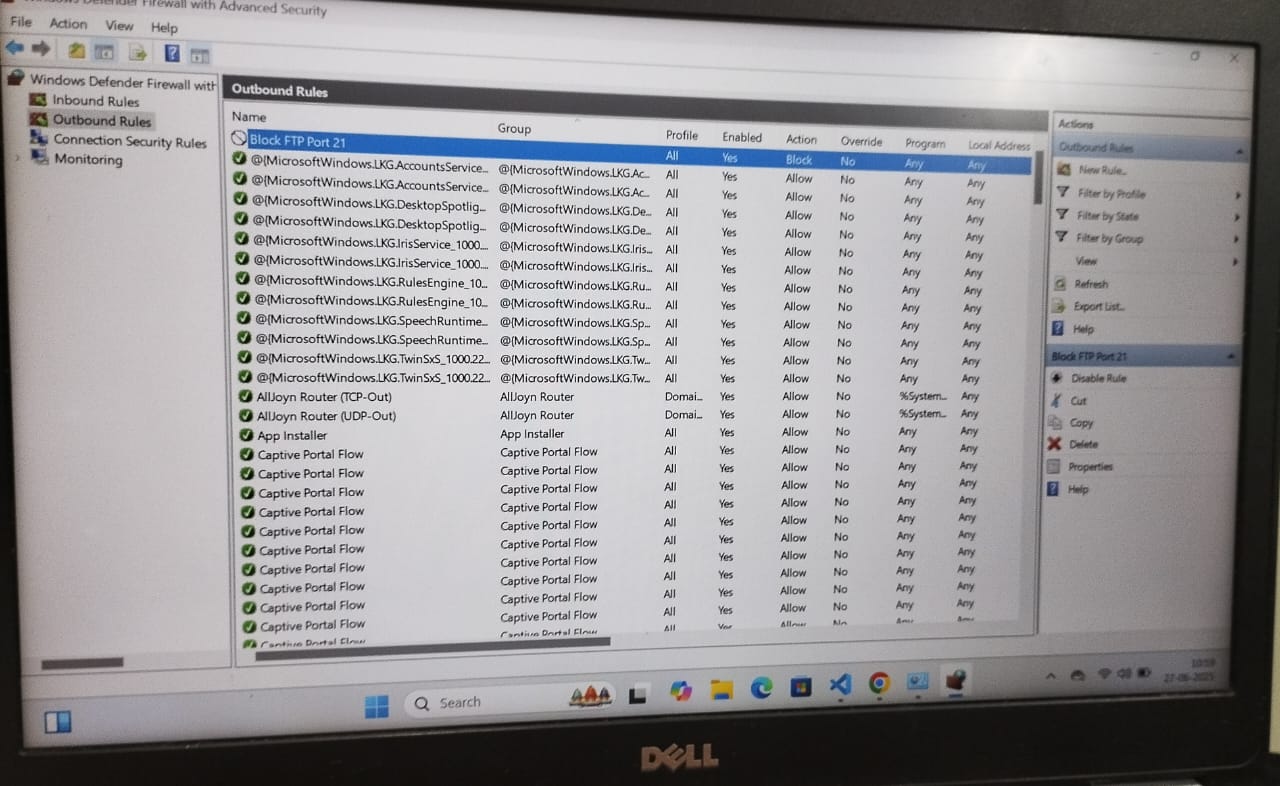 Windows Defender Firewall with Advanced Security
File Action View Help
Windows Defender Firewall with
Inbound Rules
Outbound Rules
Connection Security Rules
Monitoring
Outbound Rules
Name Group Profile Enabled Action Override Program Local Address
Block FTP Port 21 All Yes Block No Any Any
@{MicrosoftWindows.LKG.AccountsService... @{MicrosoftWindows.LKG.Ac... All Yes Allow No Any Any
@{MicrosoftWindows.LKG.AccountsService... @{MicrosoftWindows.LKG.Ac... All Yes Allow No Any Any
@{MicrosoftWindows.LKG.DesktopSpotlig... @{MicrosoftWindows.LKG.De... All Yes Allow No Any Any
@{MicrosoftWindows.LKG.DesktopSpotlig... @{MicrosoftWindows.LKG.De... All Yes Allow No Any Any
@{MicrosoftWindows.LKG.IrisService_1000.... @{MicrosoftWindows.LKG.Iris... All Yes Allow No Any Any
@{MicrosoftWindows.LKG.IrisService_1000.... @{MicrosoftWindows.LKG.Iris... All Yes Allow No Any Any
@{MicrosoftWindows.LKG.RulesEngine_10... @{MicrosoftWindows.LKG.Ru... All Yes Allow No Any Any
@{MicrosoftWindows.LKG.RulesEngine_10... @{MicrosoftWindows.LKG.Ru... All Yes Allow No Any Any
@{MicrosoftWindows.LKG.SpeechRuntime... @{MicrosoftWindows.LKG.Sp... All Yes Allow No Any Any
@{MicrosoftWindows.LKG.SpeechRuntime... @{MicrosoftWindows.LKG.Sp... All Yes Allow No Any Any
@{MicrosoftWindows.LKG.TwinSxS_1000.22... @{MicrosoftWindows.LKG.Tw... All Yes Allow No Any Any
@{MicrosoftWindows.LKG.TwinSxS_1000.22... @{MicrosoftWindows.LKG.Tw... All Yes Allow No Any Any
AllJoyn Router (TCP-Out) AllJoyn Router Domai... Yes Allow No %System... Any
AllJoyn Router (UDP-Out) AllJoyn Router Domai... Yes Allow No %System... Any
App Installer App Installer All Yes Allow No Any Any
Captive Portal Flow Captive Portal Flow All Yes Allow No Any Any
Captive Portal Flow Captive Portal Flow All Yes Allow No Any Any
Captive Portal Flow Captive Portal Flow All Yes Allow No Any Any
Captive Portal Flow Captive Portal Flow All Yes Allow No Any Any
Captive Portal Flow Captive Portal Flow All Yes Allow No Any Any
Captive Portal Flow Captive Portal Flow All Yes Allow No Any Any
Captive Portal Flow Captive Portal Flow All Yes Allow No Any Any
Captive Portal Flow Captive Portal Flow All Yes Allow No Any Any
Captive Portal Flow Captive Portal Flow All Yes Allow No Any Any
Captive Portal Flow Captive Portal Flow All Yes Allow No Any Any
Captive Portal Flow Captive Portal Flow All Yes Allow No Any Any
Actions
Outbound Rules
New Rule...
Filter by Profile
Filter by State
Filter by Group
View
Refresh
Export List...
Help
Block FTP Port 21
Disable Rule
Cut
Copy
Delete
Properties
Help
Search
10:59
27-06-2025
DELL